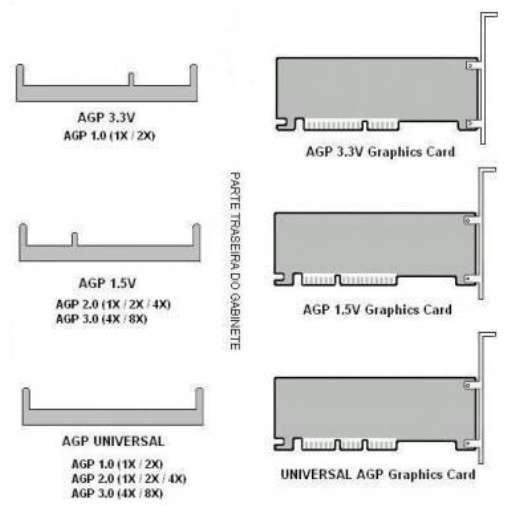 AGP 3.3V
AGP 1.0 (1X / 2X)
AGP 3.3V Graphics Card
PARTE TRASEIRA DO GABINETE
AGP 1.5V
AGP 2.0 (1X / 2X / 4X)
AGP 3.0 (4X / 8X)
AGP 1.5V Graphics Card
AGP UNIVERSAL
AGP 1.0 (1X / 2X)
AGP 2.0 (1X / 2X / 4X)
AGP 3.0 (4X / 8X)
UNIVERSAL AGP Graphics Card